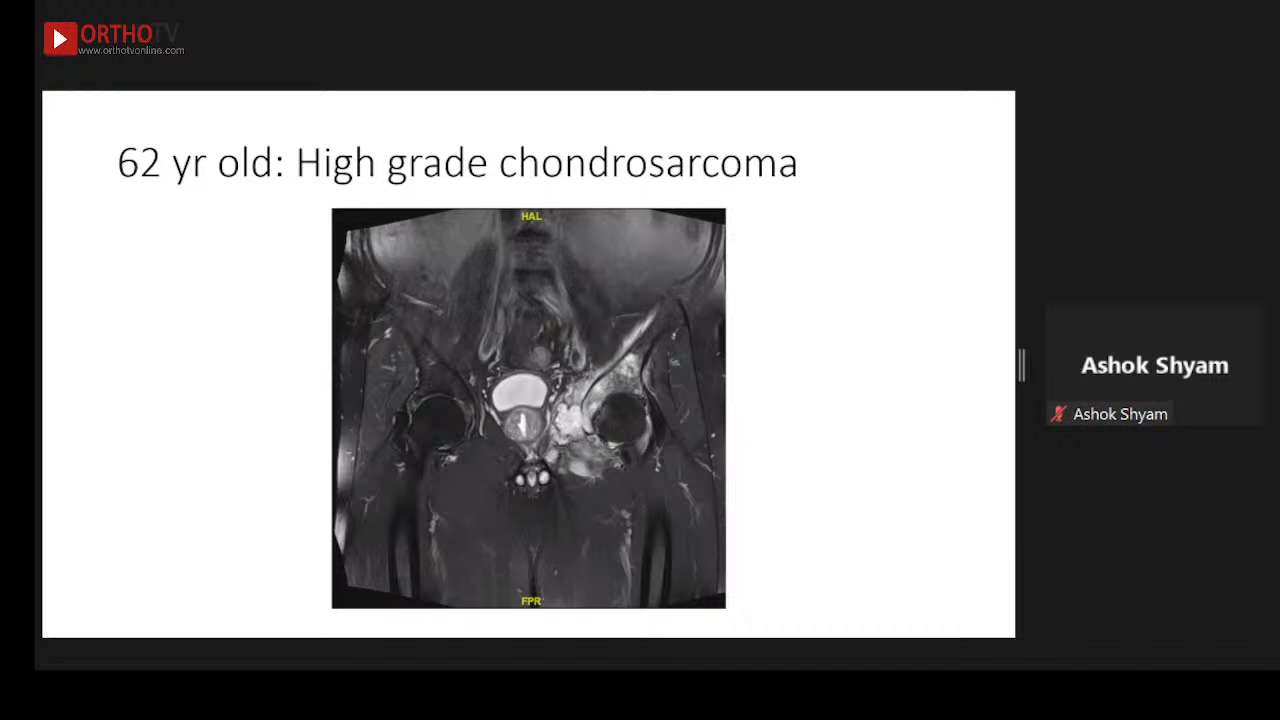 ORTHOTV
www.orthotvonline.com
62 yr old: High grade chondrosarcoma
HAL
FPR
Ashok Shyam
Ashok Shyam